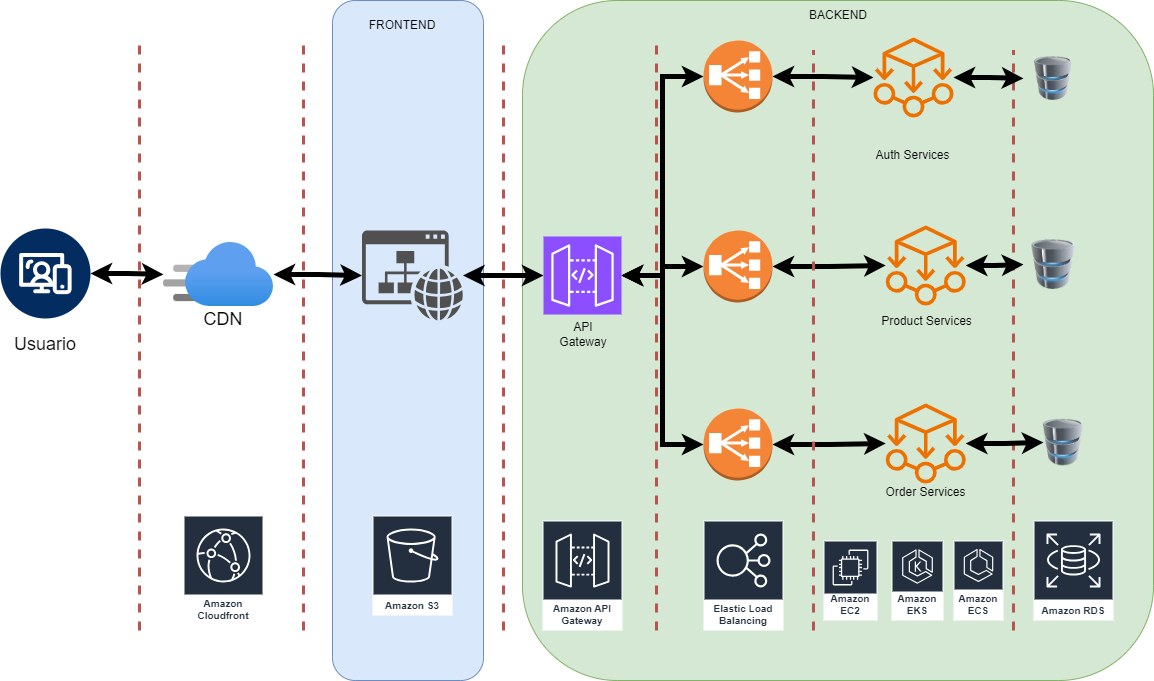 FRONTEND
BACKEND
Auth Services
Usuario
CDN
API
Gateway
Product Services
Order Services
Amazon
Cloudfront
Amazon S3
Amazon API
Gateway
Elastic Load
Balancing
Amazon
EC2
Amazon
EKS
Amazon
ECS
Amazon RDS